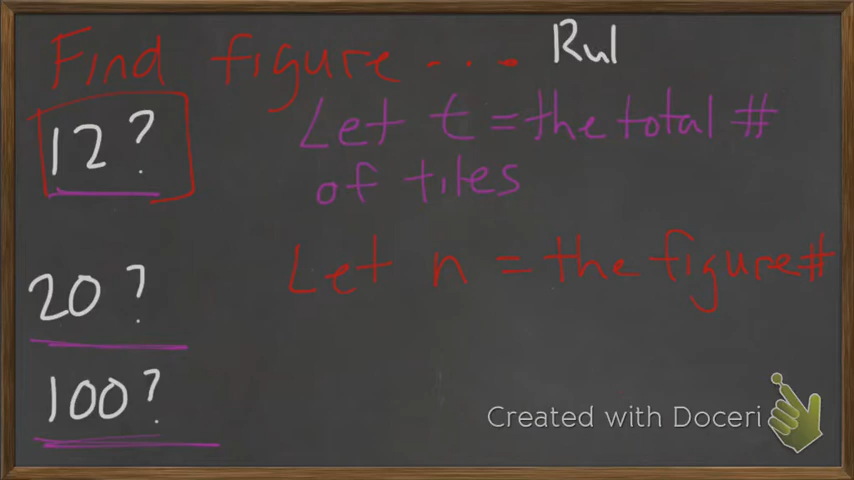 Find figure ... Rul
12?
Let t = the total #
of tiles
Let n = the figure #
20?
100?
Created with Doceri